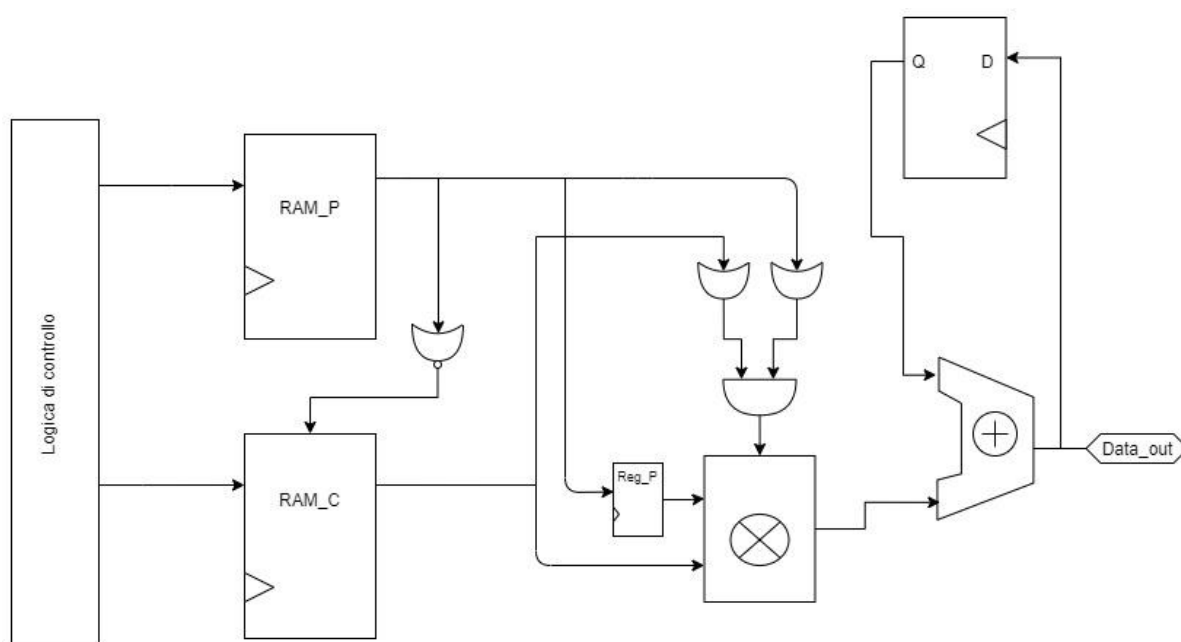 Q
D
RAM_P
Logica di controllo
RAM_C
Reg_P
Data_out